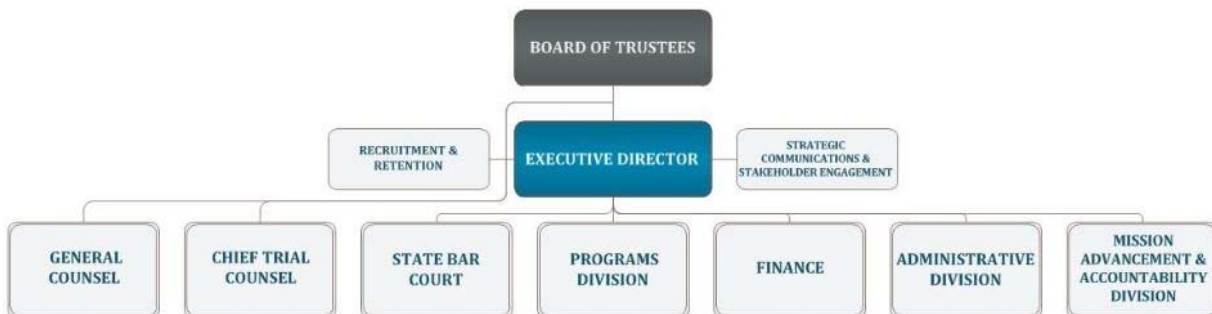 BOARD OF TRUSTEES
RECRUITMENT &
RETENTION
EXECUTIVE DIRECTOR
STRATEGIC
COMMUNICATIONS &
STAKEHOLDER ENGAGEMENT
GENERAL
COUNSEL
CHIEF TRIAL
COUNSEL
STATE BAR
COURT
PROGRAMS
DIVISION
FINANCE
ADMINISTRATIVE
DIVISION
MISSION
ADVANCEMENT &
ACCOUNTABILITY
DIVISION